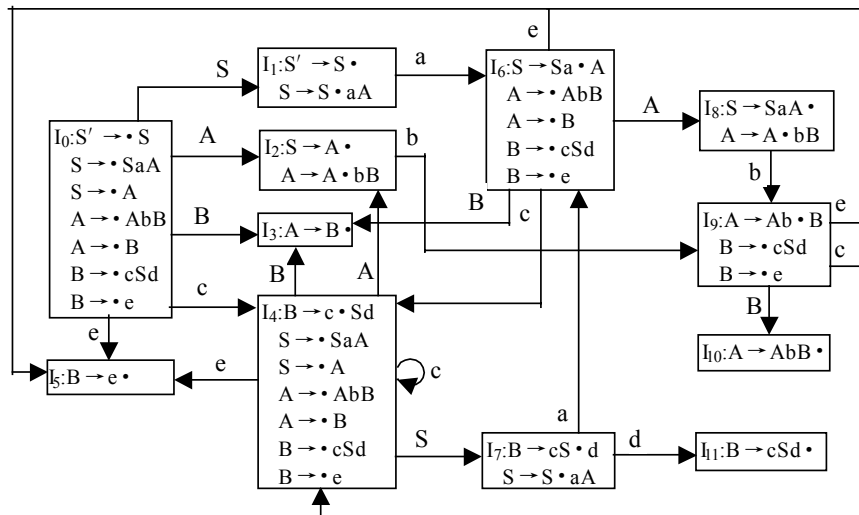 e
I₁:S′ → S•
S → S•aA
S
a
I₆:S → Sa•A
A → •AbB
A → •B
B → •cSd
B → •e
A
I₈:S → SaA•
A → A•bB
I₀:S′ → •S
S → •SaA
S → •A
A → •AbB
A → •B
B → •cSd
B → •e
A
I₂:S → A•
A → A•bB
b
b
B
I₃:A → B•
B
c
I₉:A → Ab•B
B → •cSd
B → •e
e
c
B
A
c
I₄:B → c•Sd
S → •SaA
S → •A
A → •AbB
A → •B
B → •cSd
B → •e
B
I₁₀:A → AbB•
e
I₅:B → e•
e
c
a
S
I₇:B → cS•d
S → S•aA
d
I₁₁:B → cSd•